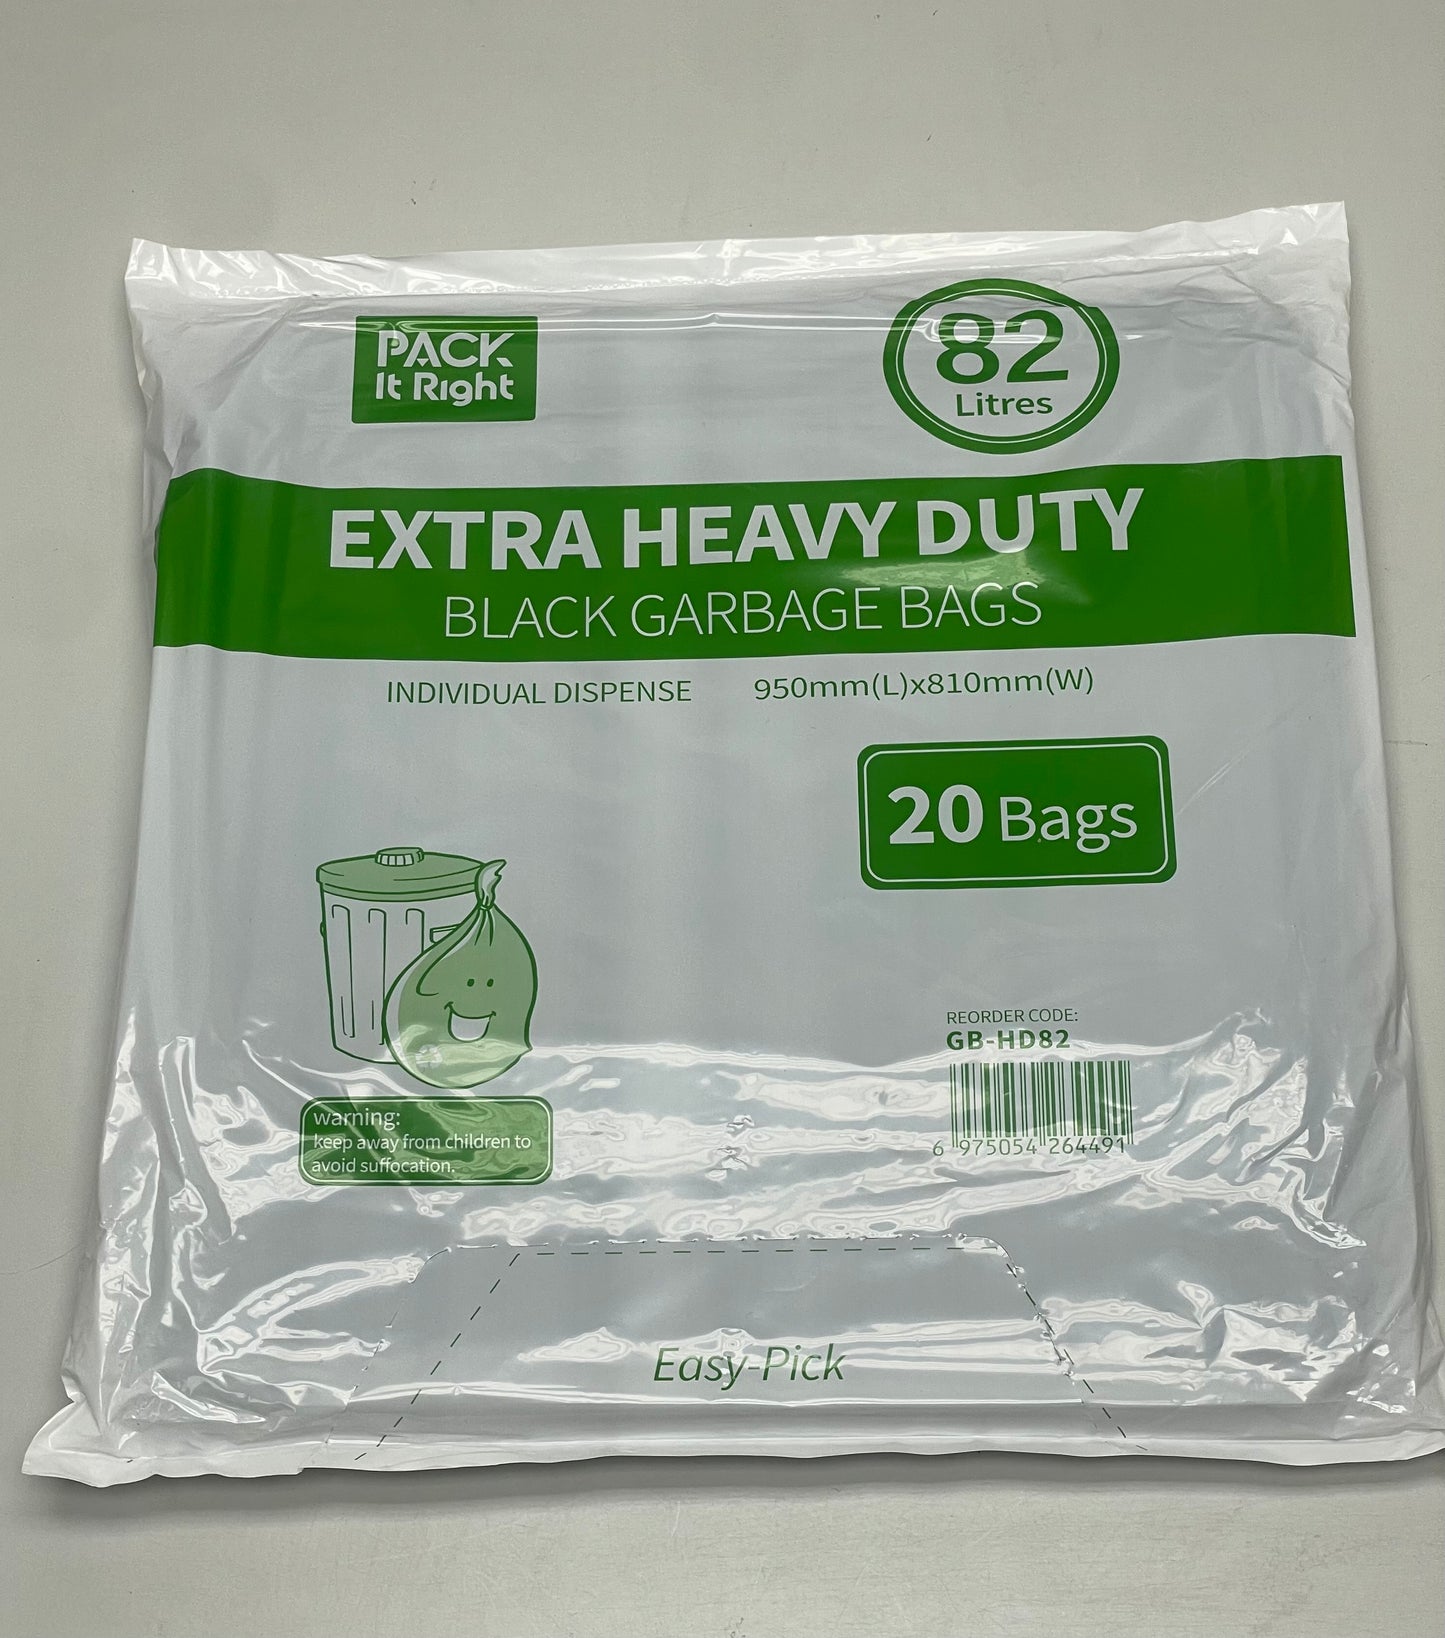 PACK
It Right
82
Litres
EXTRA HEAVY DUTY
BLACK GARBAGE BAGS
INDIVIDUAL DISPENSE 950mm(L)x810mm(W)
20 Bags
REORDER CODE:
GB-HD82
6 975054 264491
warning:
keep away from children to
avoid suffocation.
Easy-Pick